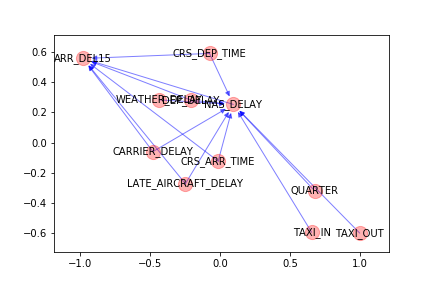 0.6
0.4
0.2
0.0
−0.2
−0.4
−0.6
ARR_DEL15
CRS_DEP_TIME
WEATHER_DELAY
NAS_DELAY
CARRIER_DELAY
CRS_ARR_TIME
LATE_AIRCRAFT_DELAY
QUARTER
TAXI_IN
TAXI_OUT
−1.0
−0.5
0.0
0.5
1.0